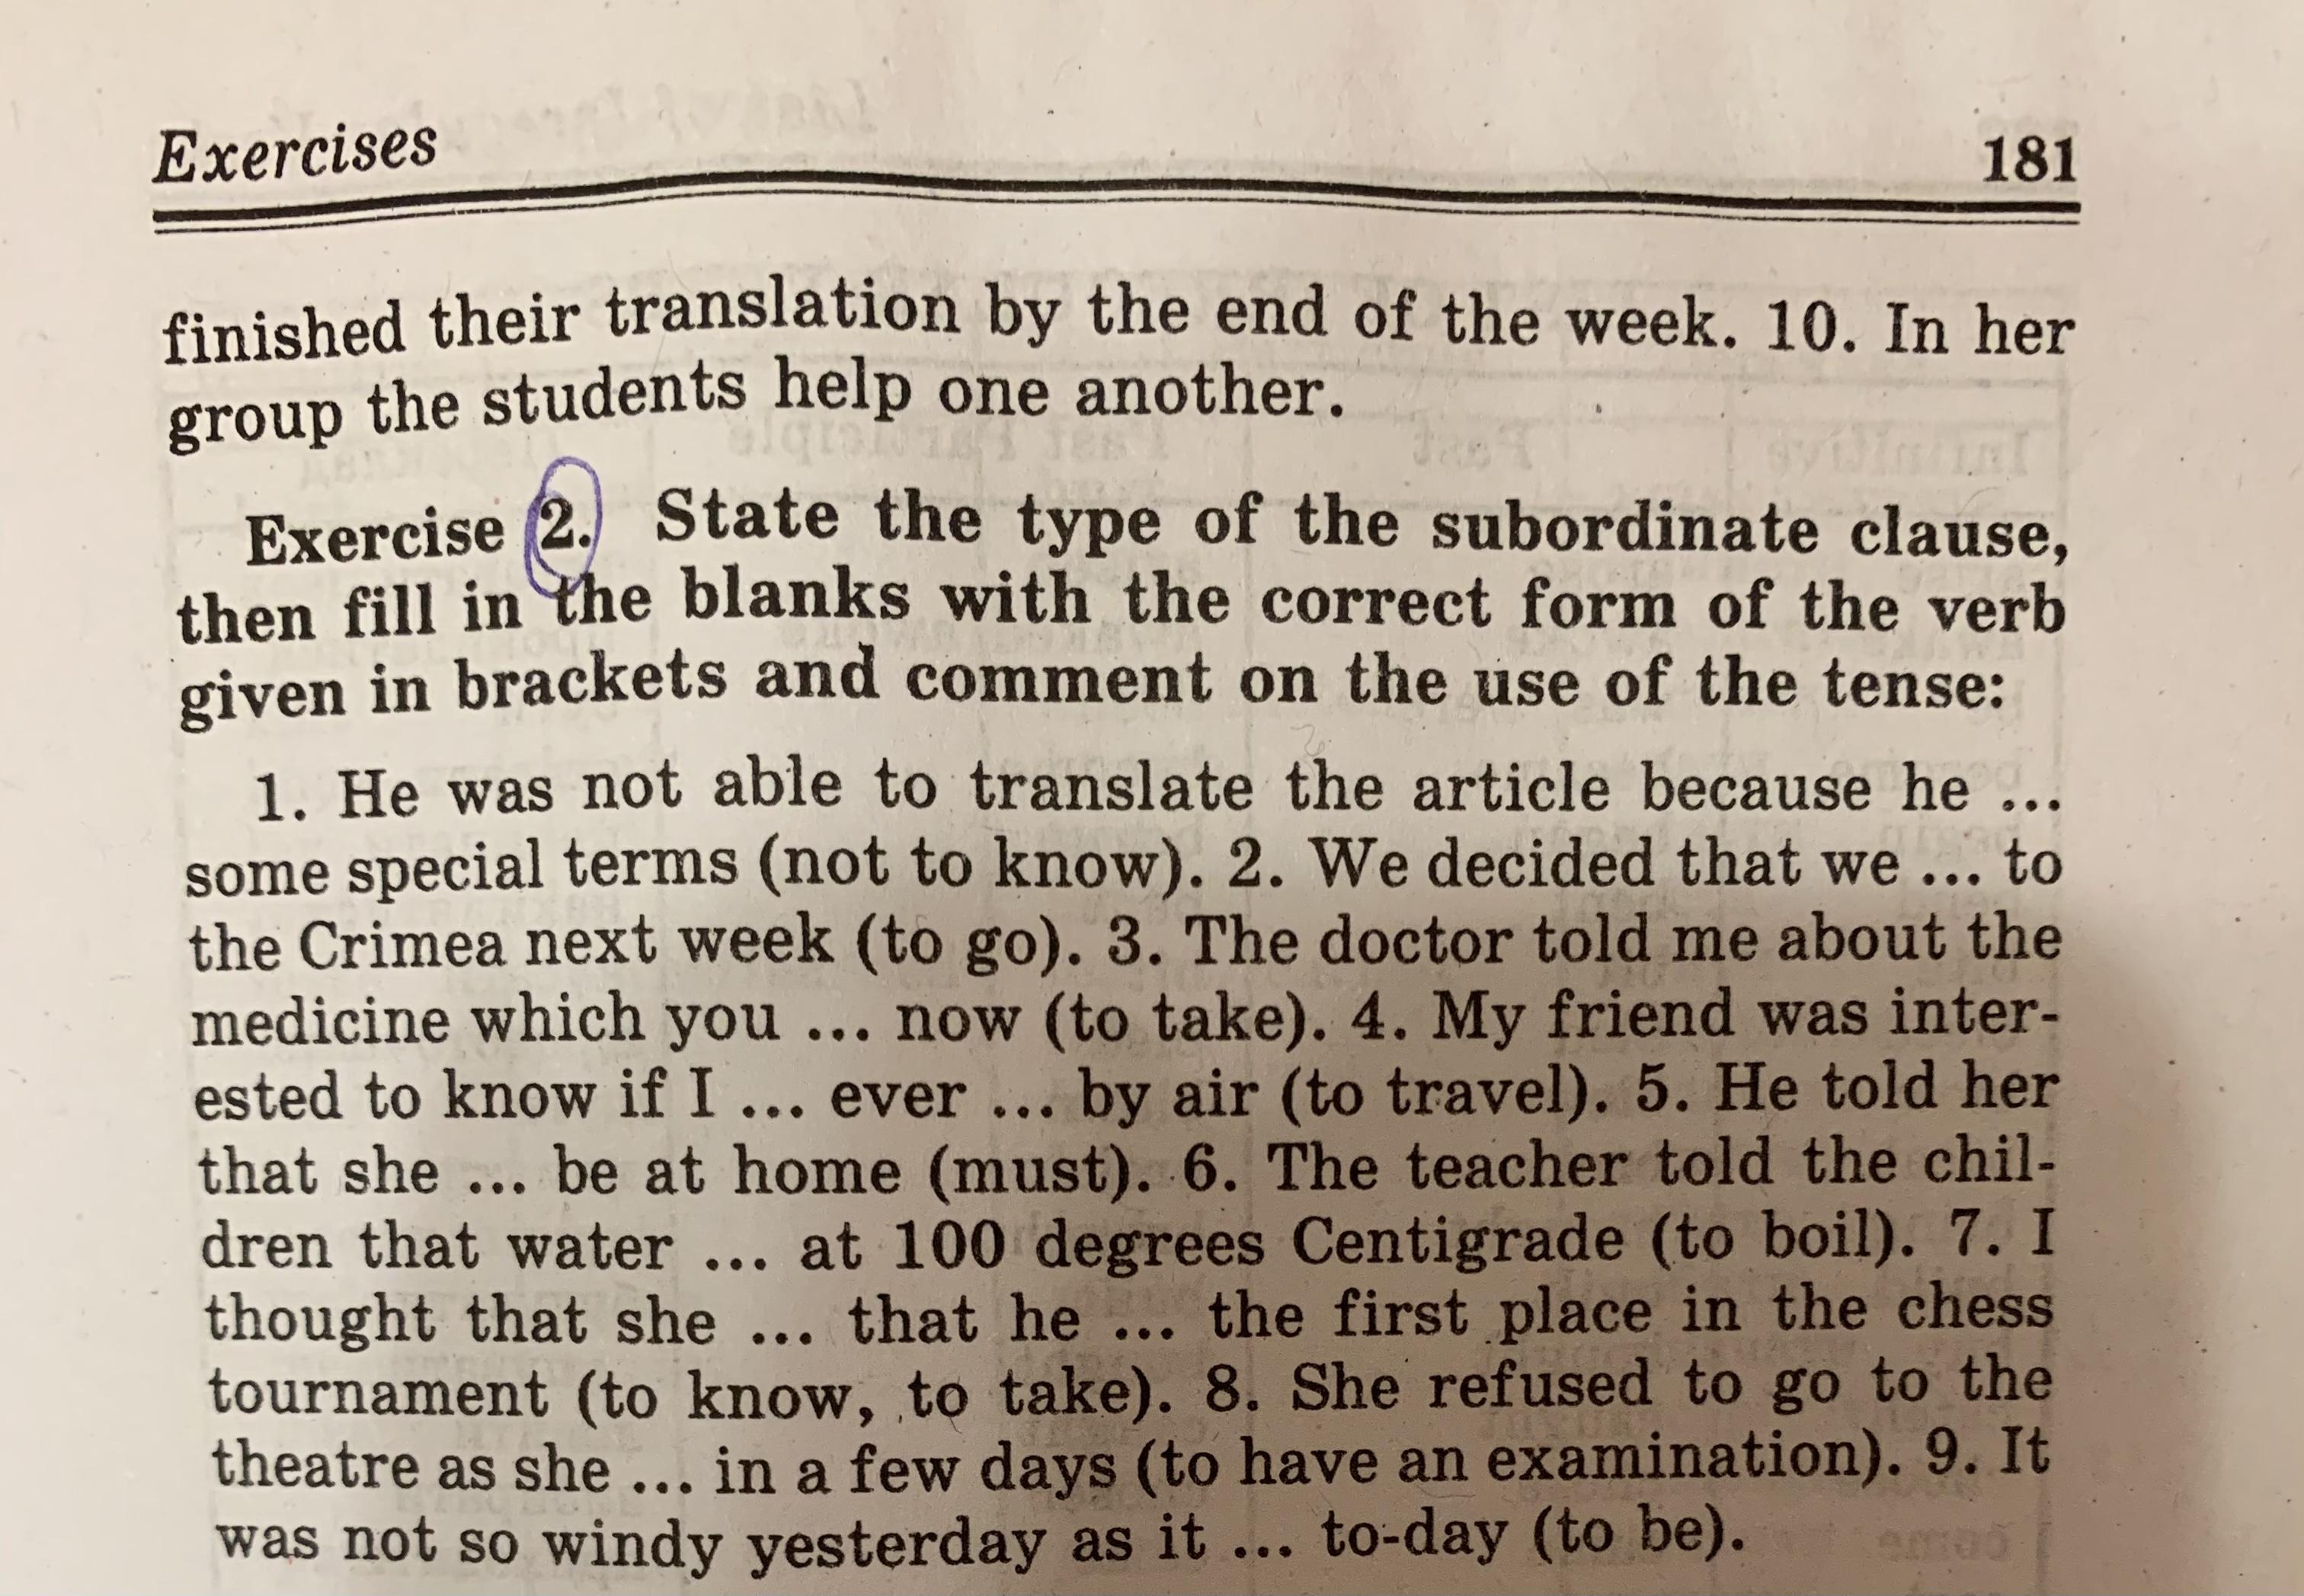 Exercises 181
finished their translation by the end of the week. 10. In her
group the students help one another.
Exercise 2. State the type of the subordinate clause,
then fill in the blanks with the correct form of the verb
given in brackets and comment on the use of the tense:
1. He was not able to translate the article because he ...
some special terms (not to know). 2. We decided that we ... to
the Crimea next week (to go). 3. The doctor told me about the
medicine which you ... now (to take). 4. My friend was inter-
ested to know if I ... ever ... by air (to travel). 5. He told her
that she ... be at home (must). 6. The teacher told the chil-
dren that water ... at 100 degrees Centigrade (to boil). 7. I
thought that she ... that he ... the first place in the chess
tournament (to know, to take). 8. She refused to go to the
theatre as she ... in a few days (to have an examination). 9. It
was not so windy yesterday as it ... to-day (to be).